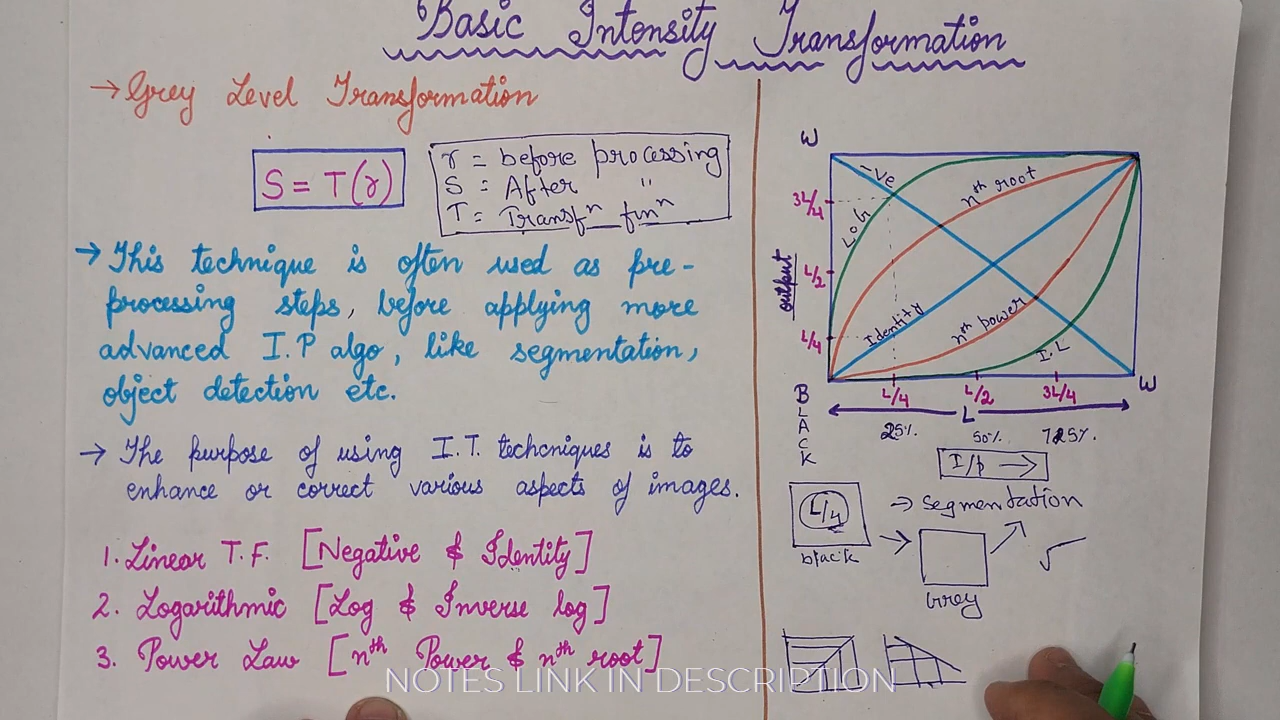 Basic Intensity Transformation
→ Grey Level Transformation
S = T(r)
r = before processing
S = After "
T = Transfⁿ funⁿ
→ This technique is often used as pre-
processing steps, before applying more
advanced I.P algo, like segmentation,
object detection etc.
→ The purpose of using I.T. techcniques is to
enhance or correct various aspects of images.
1. Linear T.F. [Negative & Identity]
2. Logarithmic [Log & Inverse log]
3. Power Law [nth Power & nth root]
W
-ve
nth root
3L/4
Log
L/2
output
Identity
nth power
L/4
I.L
W
BLACK
L/4 L/2 3L/4
L
25% 50%
I/p →
L/4
→ segmentation
black
Grey
NOTES LINK IN DESCRIPTION